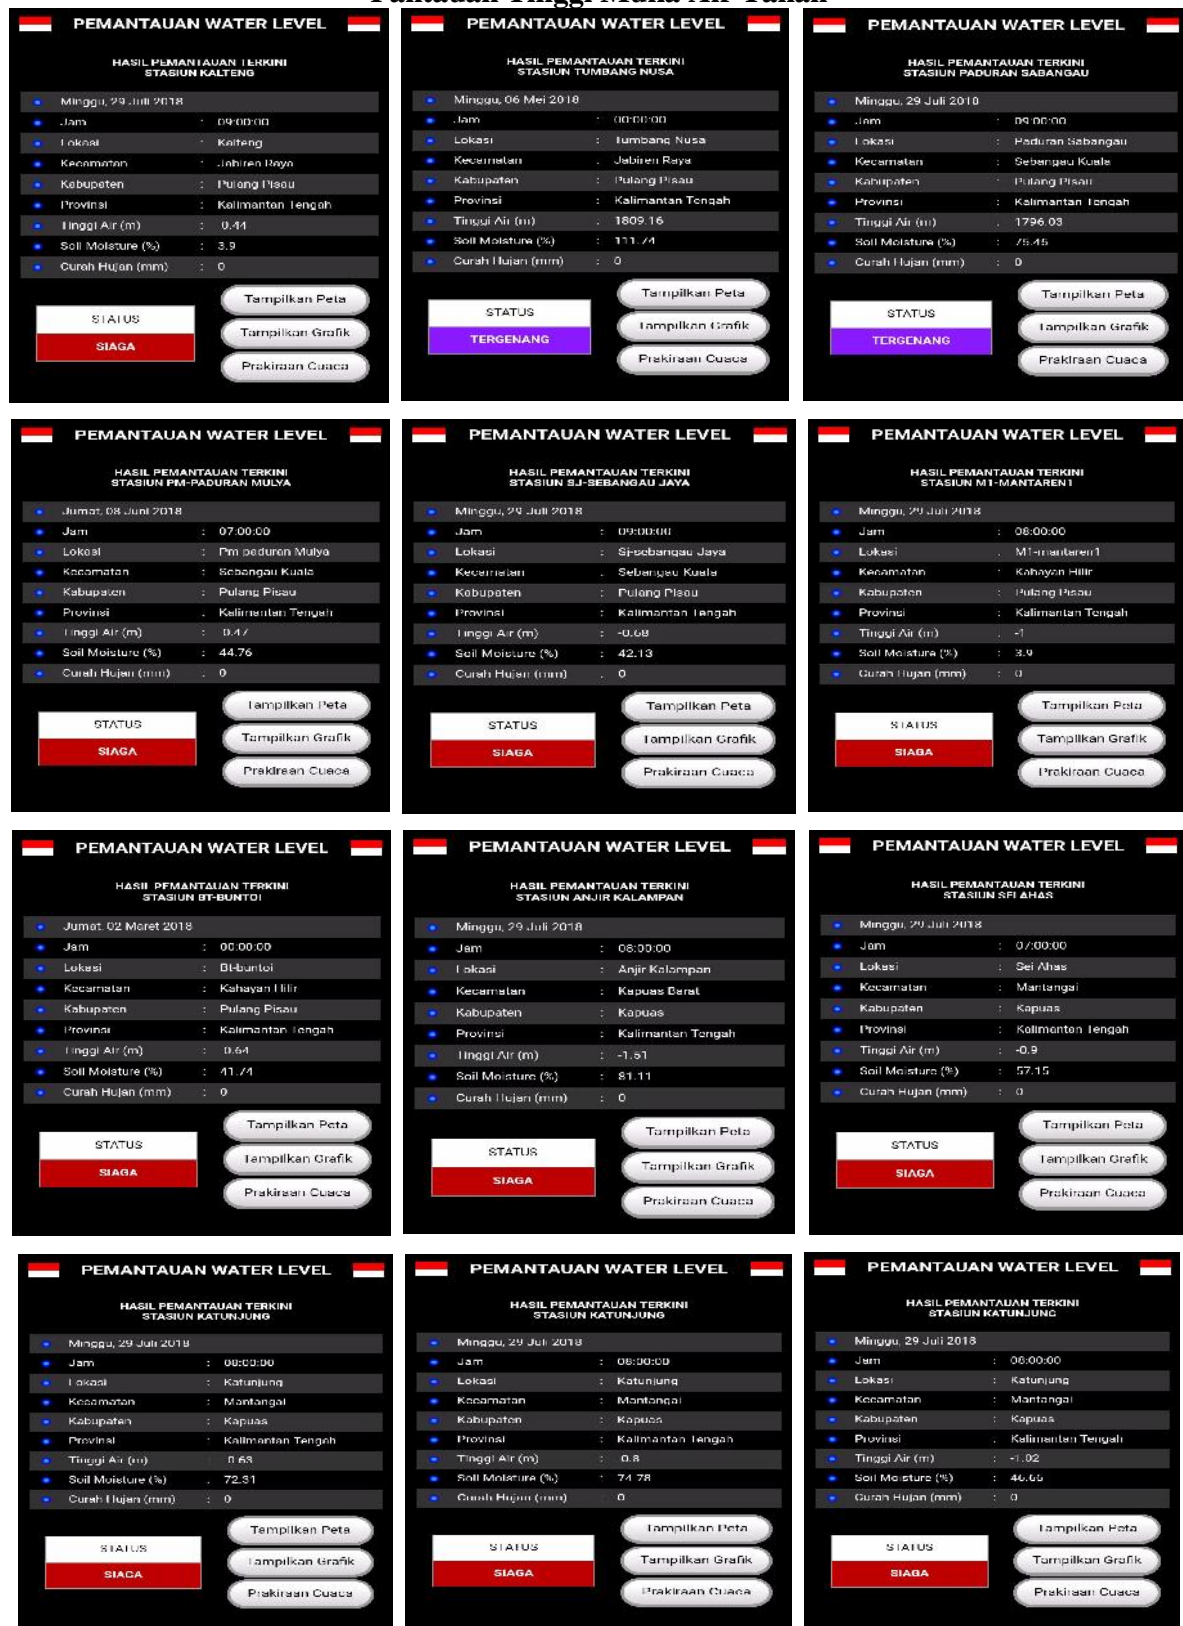 Pantauan Tinggi Muka Air Tanah
PEMANTAUAN WATER LEVEL
HASIL PEMANTAUAN TERKINI
STASIUN KALTENG
Minggu, 29 Juli 2018
Jam : 09:00:00
Lokasi : Kalteng
Kecamatan : Jabiren Raya
Kabupaten : Pulang Pisau
Provinsi : Kalimantan Tengah
Tinggi Air (m) : 0.44
Soil Moisture (%) : 3.9
Curah Hujan (mm) : 0
STATUS
SIAGA
Tampilkan Peta
Tampilkan Grafik
Prakiraan Cuaca
PEMANTAUAN WATER LEVEL
HASIL PEMANTAUAN TERKINI
STASIUN TUMBANG NUSA
Minggu, 06 Mei 2018
Jam : 00:00:00
Lokasi : Tumbang Nusa
Kecamatan : Jabiren Raya
Kabupaten : Pulang Pisau
Provinsi : Kalimantan Tengah
Tinggi Air (m) : 1809.16
Soil Moisture (%) : 111.74
Curah Hujan (mm) : 0
STATUS
TERGENANG
Tampilkan Peta
Tampilkan Grafik
Prakiraan Cuaca
PEMANTAUAN WATER LEVEL
HASIL PEMANTAUAN TERKINI
STASIUN PADURAN SABANGAU
Minggu, 29 Juli 2018
Jam : 09:00:00
Lokasi : Paduran Sabangau
Kecamatan : Sebangau Kuala
Kabupaten : Pulang Pisau
Provinsi : Kalimantan Tengah
Tinggi Air (m) : 1796.03
Soil Moisture (%) : 75.45
Curah Hujan (mm) : 0
STATUS
TERGENANG
Tampilkan Peta
Tampilkan Grafik
Prakiraan Cuaca
PEMANTAUAN WATER LEVEL
HASIL PEMANTAUAN TERKINI
STASIUN PM-PADURAN MULYA
Jumat, 08 Juni 2018
Jam : 07:00:00
Lokasi : Pm paduran Mulya
Kecamatan : Sebangau Kuala
Kabupaten : Pulang Pisau
Provinsi : Kalimantan Tengah
Tinggi Air (m) : 0.47
Soil Moisture (%) : 44.76
Curah Hujan (mm) : 0
STATUS
SIAGA
Tampilkan Peta
Tampilkan Grafik
Prakiraan Cuaca
PEMANTAUAN WATER LEVEL
HASIL PEMANTAUAN TERKINI
STASIUN SJ-SEBANGAU JAYA
Minggu, 29 Juli 2018
Jam : 09:00:00
Lokasi : Sj-sebangau Jaya
Kecamatan : Sebangau Kuala
Kabupaten : Pulang Pisau
Provinsi : Kalimantan Tengah
Tinggi Air (m) : -0.68
Soil Moisture (%) : 42.13
Curah Hujan (mm) : 0
STATUS
SIAGA
Tampilkan Peta
Tampilkan Grafik
Prakiraan Cuaca
PEMANTAUAN WATER LEVEL
HASIL PEMANTAUAN TERKINI
STASIUN M1-MANTAREN1
Minggu, 29 Juli 2018
Jam : 08:00:00
Lokasi : M1-mantaren1
Kecamatan : Kahayan Hilir
Kabupaten : Pulang Pisau
Provinsi : Kalimantan Tengah
Tinggi Air (m) : -1
Soil Moisture (%) : 3.9
Curah Hujan (mm) : 0
STATUS
SIAGA
Tampilkan Peta
Tampilkan Grafik
Prakiraan Cuaca
PEMANTAUAN WATER LEVEL
HASIL PEMANTAUAN TERKINI
STASIUN BT-BUNTOI
Jumat, 02 Maret 2018
Jam : 00:00:00
Lokasi : Bt-buntoi
Kecamatan : Kahayan Hilir
Kabupaten : Pulang Pisau
Provinsi : Kalimantan Tengah
Tinggi Air (m) : 0.64
Soil Moisture (%) : 41.74
Curah Hujan (mm) : 0
STATUS
SIAGA
Tampilkan Peta
Tampilkan Grafik
Prakiraan Cuaca
PEMANTAUAN WATER LEVEL
HASIL PEMANTAUAN TERKINI
STASIUN ANJIR KALAMPAN
Minggu, 29 Juli 2018
Jam : 08:00:00
Lokasi : Anjir Kalampan
Kecamatan : Kapuas Barat
Kabupaten : Kapuas
Provinsi : Kalimantan Tengah
Tinggi Air (m) : -1.51
Soil Moisture (%) : 81.11
Curah Hujan (mm) : 0
STATUS
SIAGA
Tampilkan Peta
Tampilkan Grafik
Prakiraan Cuaca
PEMANTAUAN WATER LEVEL
HASIL PEMANTAUAN TERKINI
STASIUN SEI AHAS
Minggu, 29 Juli 2018
Jam : 07:00:00
Lokasi : Sei Ahas
Kecamatan : Mantangai
Kabupaten : Kapuas
Provinsi : Kalimantan Tengah
Tinggi Air (m) : -0.9
Soil Moisture (%) : 57.15
Curah Hujan (mm) : 0
STATUS
SIAGA
Tampilkan Peta
Tampilkan Grafik
Prakiraan Cuaca
PEMANTAUAN WATER LEVEL
HASIL PEMANTAUAN TERKINI
STASIUN KATUNJUNG
Minggu, 29 Juli 2018
Jam : 08:00:00
Lokasi : Katunjung
Kecamatan : Mantangai
Kabupaten : Kapuas
Provinsi : Kalimantan Tengah
Tinggi Air (m) 0.63
Soil Moisture (%) : 72.31
Curah Hujan (mm) : 0
STATUS
SIAGA
Tampilkan Peta
Tampilkan Grafik
Prakiraan Cuaca
PEMANTAUAN WATER LEVEL
HASIL PEMANTAUAN TERKINI
STASIUN KATUNJUNG
Minggu, 29 Juli 2018
Jam : 08:00:00
Lokasi : Katunjung
Kecamatan : Mantangai
Kabupaten : Kapuas
Provinsi : Kalimantan Tengah
Tinggi Air (m) : 0.8
Soil Moisture (%) : 74.78
Curah Hujan (mm) : 0
STATUS
SIAGA
Tampilkan Peta
Tampilkan Grafik
Prakiraan Cuaca
PEMANTAUAN WATER LEVEL
HASIL PEMANTAUAN TERKINI
STASIUN KATUNJUNG
Minggu, 29 Juli 2018
Jam : 08:00:00
Lokasi : Katunjung
Kecamatan : Mantangai
Kabupaten : Kapuas
Provinsi : Kalimantan Tengah
Tinggi Air (m) : -1.02
Soil Moisture (%) : 46.65
Curah Hujan (mm) : 0
STATUS
SIAGA
Tampilkan Peta
Tampilkan Grafik
Prakiraan Cuaca